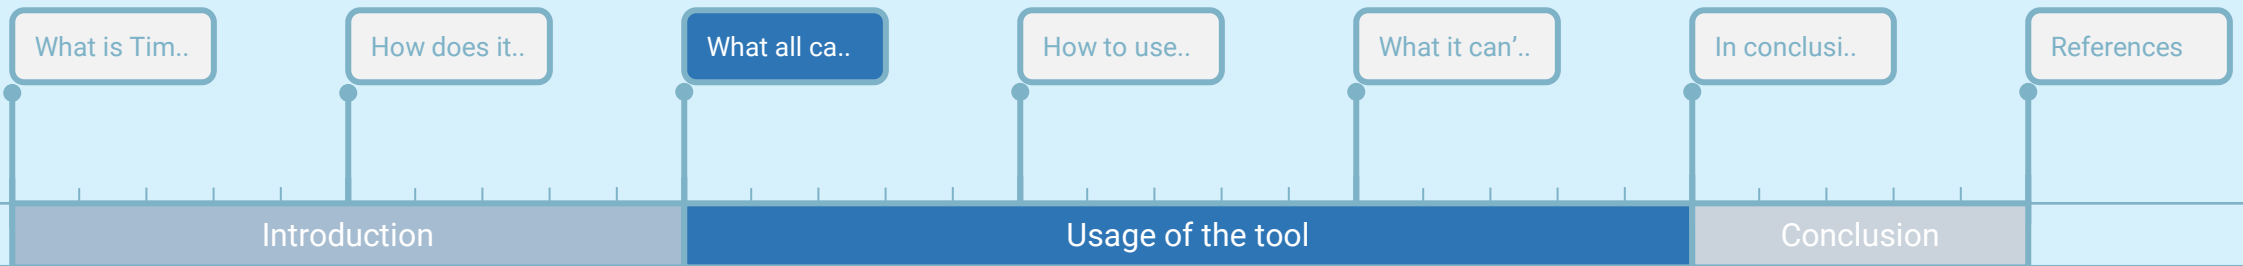 What is Tim..
How does it..
What all ca..
How to use..
What it can’..
In conclusi..
References
Introduction
Usage of the tool
Conclusion